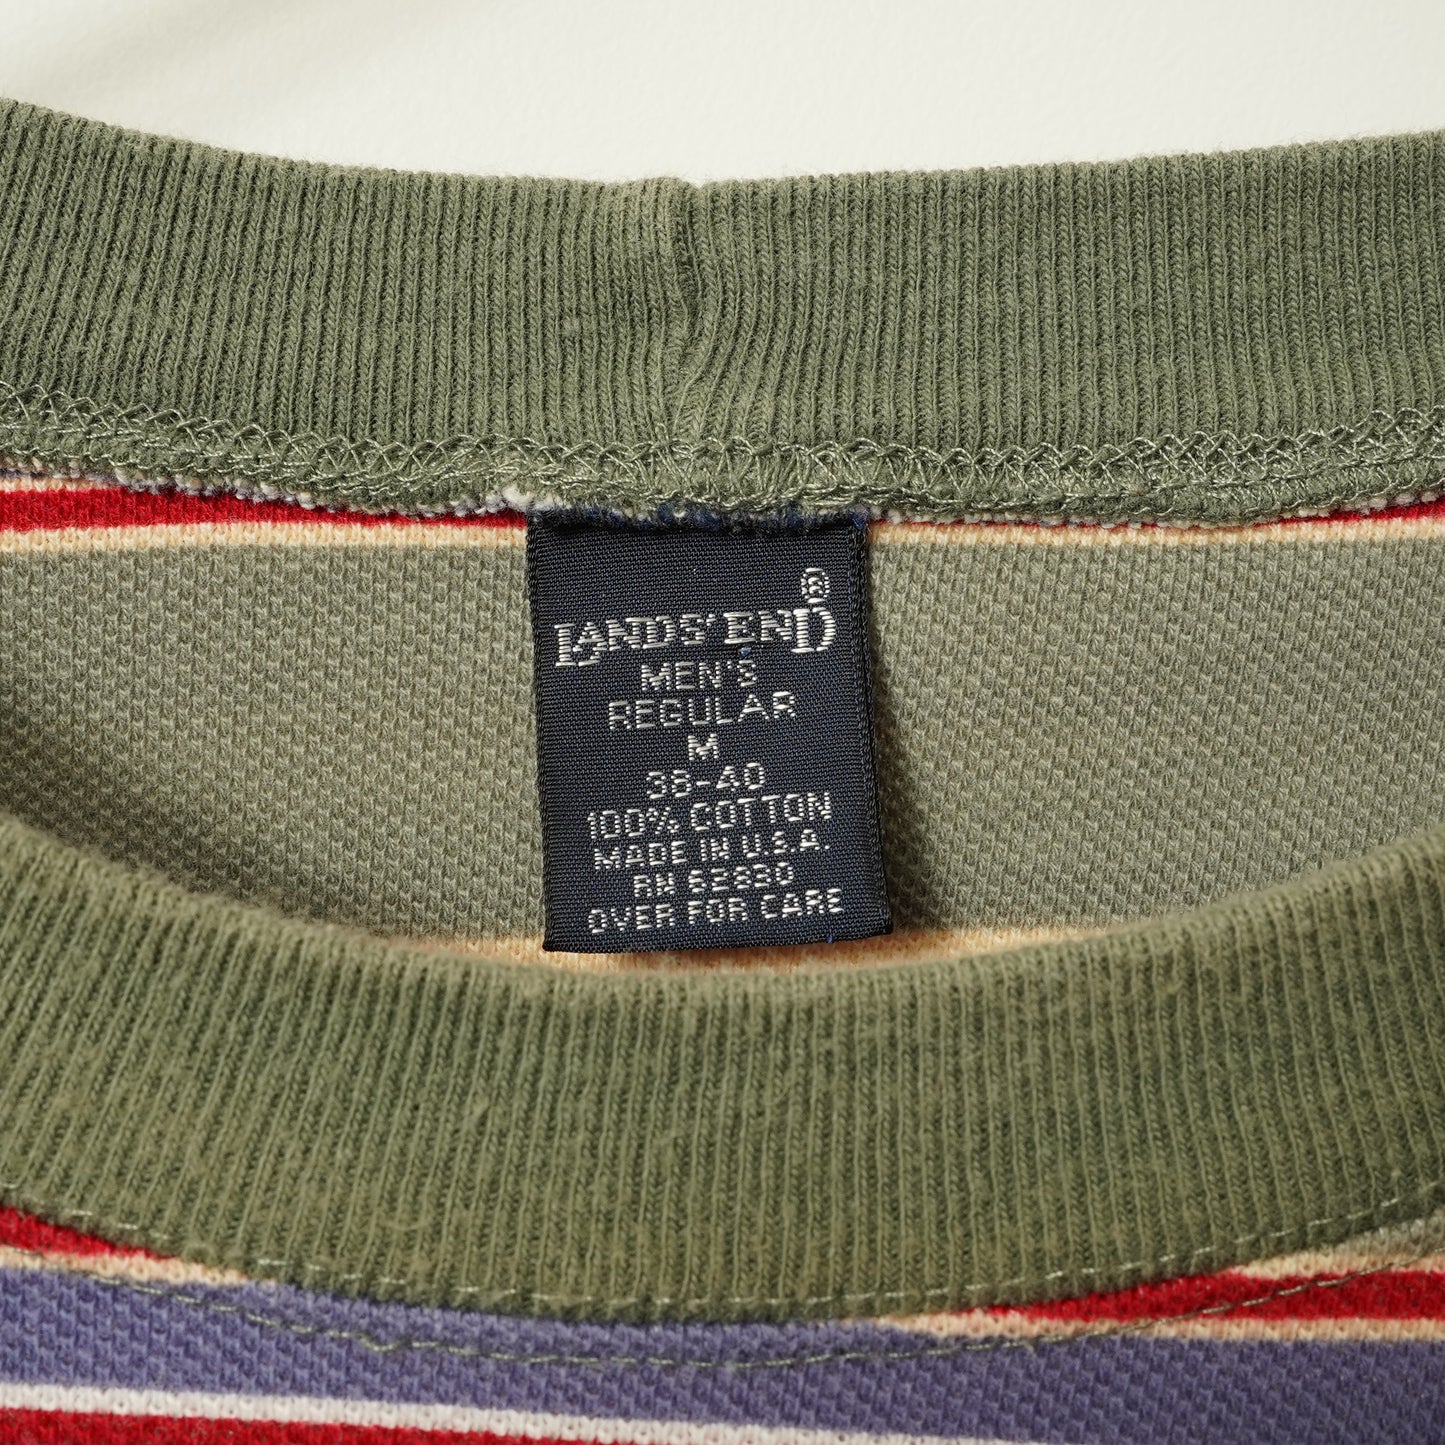 ®
LANDS' END
MEN'S
REGULAR
M
38-40
100% COTTON
MADE IN U.S.A.
RN 62830
OVER FOR CARE